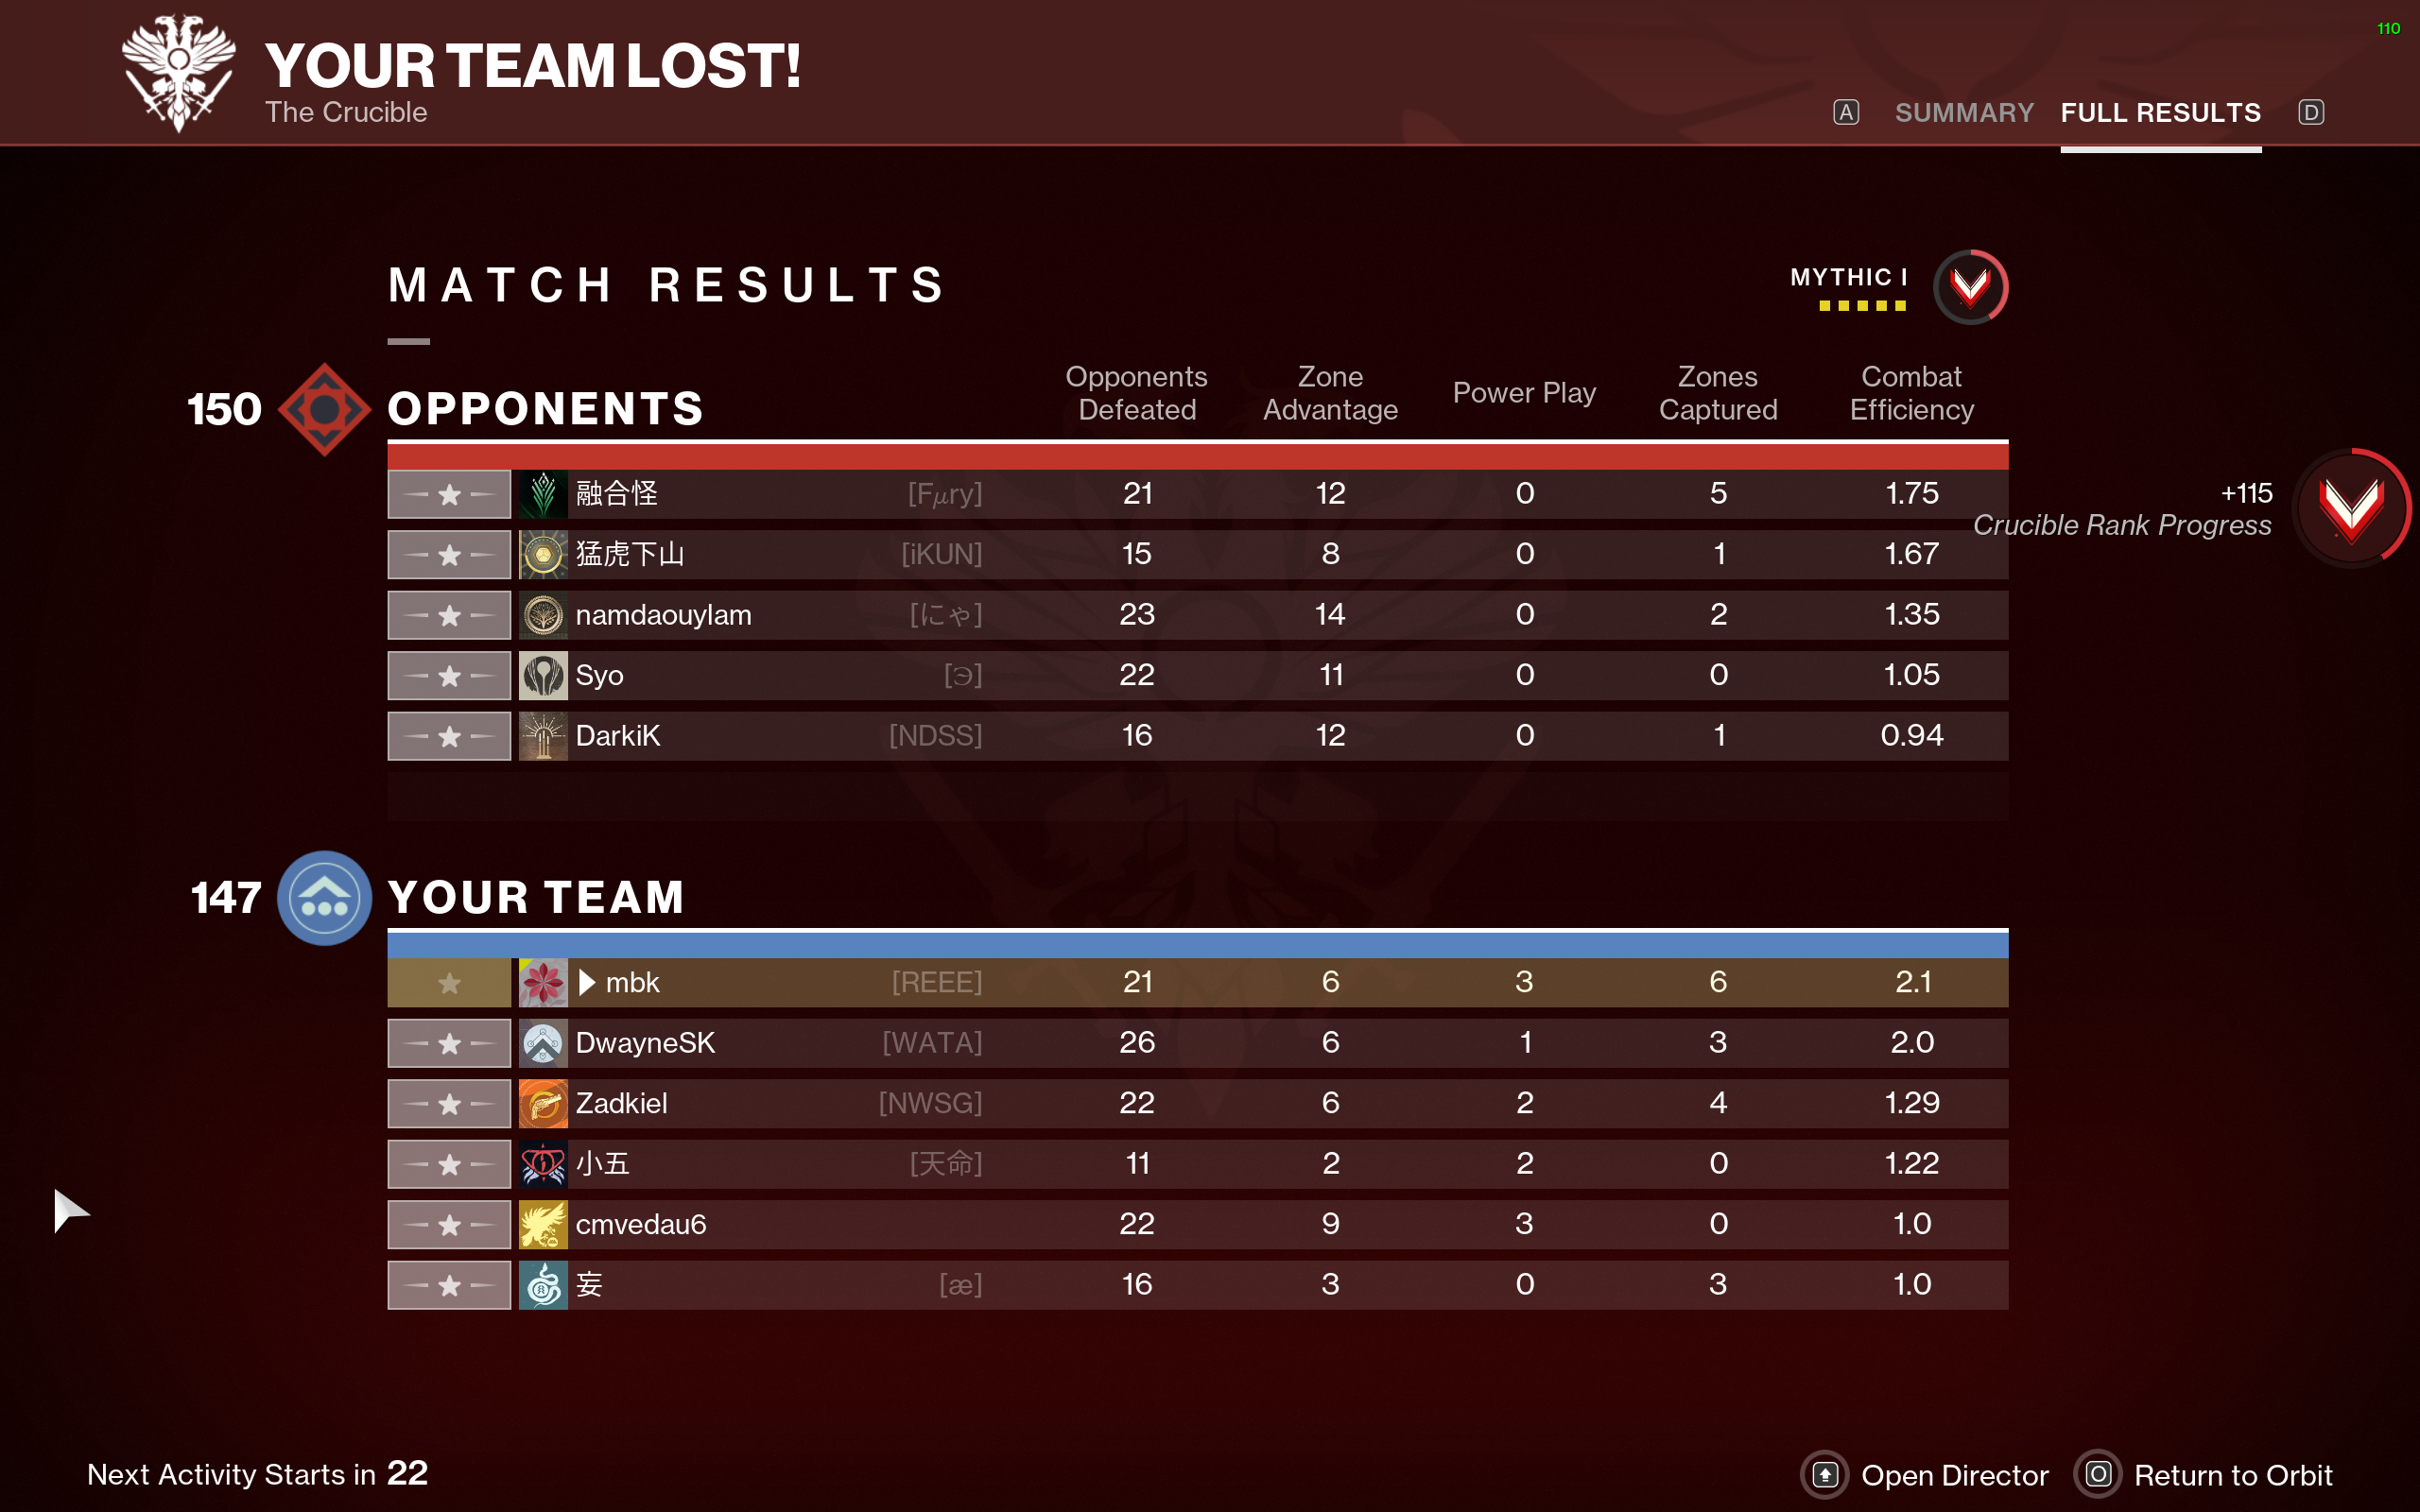 110
YOUR TEAM LOST!
The Crucible
A SUMMARY FULL RESULTS D
MATCH RESULTS
MYTHIC I
150 OPPONENTS
Opponents Defeated Zone Advantage Power Play Zones Captured Combat Efficiency
融合怪 [Fμry] 21 12 0 5 1.75
+115
Crucible Rank Progress
猛虎下山 [iKUN] 15 8 0 1 1.67
namdaouylam [にゃ] 23 14 0 2 1.35
Syo [Э] 22 11 0 0 1.05
DarkiK [NDSS] 16 12 0 1 0.94
147 YOUR TEAM
mbk [REEE] 21 6 3 6 2.1
DwayneSK [WATA] 26 6 1 3 2.0
Zadkiel [NWSG] 22 6 2 4 1.29
小五 [天命] 11 2 2 0 1.22
cmvedau6 22 9 3 0 1.0
妄 [æ] 16 3 0 3 1.0
Next Activity Starts in 22
Open Director O Return to Orbit